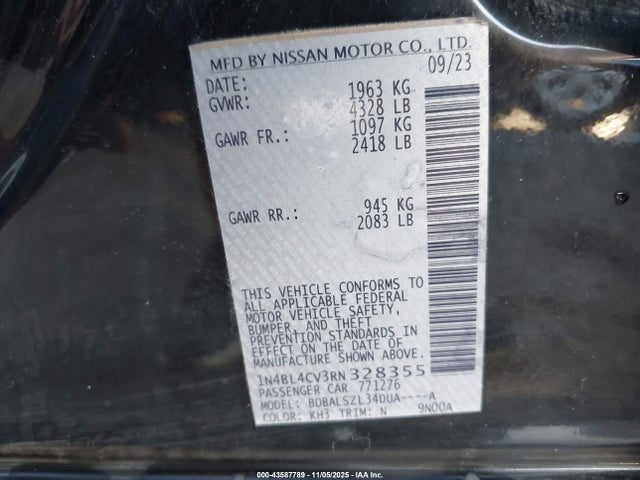 MFD BY NISSAN MOTOR CO., LTD.
DATE: 09/23
GVWR: 1963 KG
4328 LB
GAWR FR.: 1097 KG
2418 LB
GAWR RR.: 945 KG
2083 LB
THIS VEHICLE CONFORMS TO
ALL APPLICABLE FEDERAL
MOTOR VEHICLE SAFETY,
BUMPER, AND THEFT
PREVENTION STANDARDS IN
EFFECT ON THE DATE OF
MANUFACTURE SHOWN ABOVE.
1N4BL4CV3RN 328355
PASSENGER CAR 771276
MODEL: BDBALSZL34DUA----A
COLOR: KH3 TRIM: N 9N00A
000-43587789 - 11/05/2025 - IAA Inc.